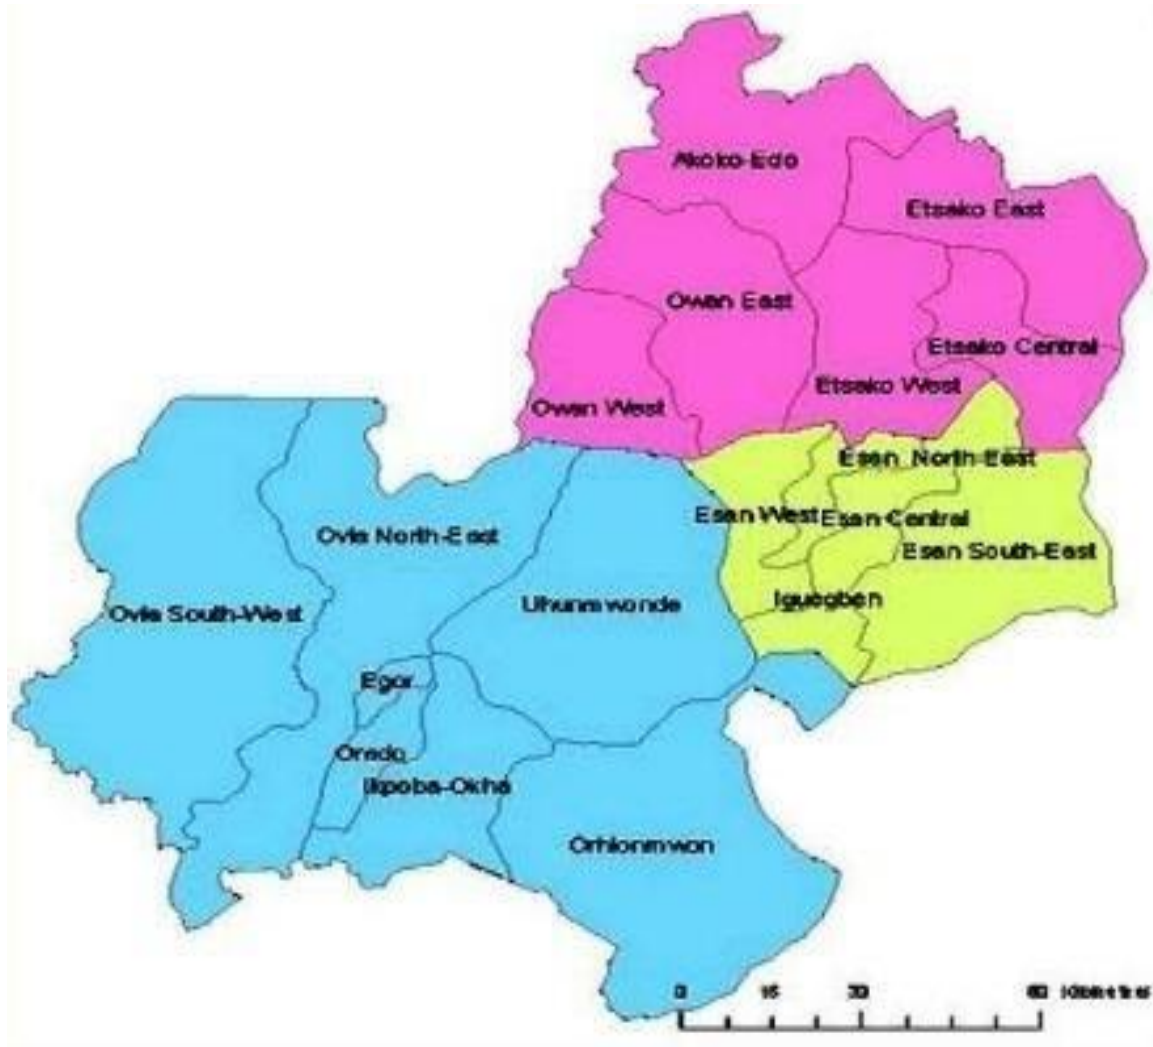 Akoko-Edo
Etsako East
Owan East
Etsako Central
Etsako West
Owan West
Esan North-East
Esan West
Esan Central
Ovia North-East
Esan South-East
Iguegben
Uhunmwonde
Ovia South-West
Egor
Oredo
Ikpoba-Okha
Orhionmwon
0 15 30 60 Kilometres